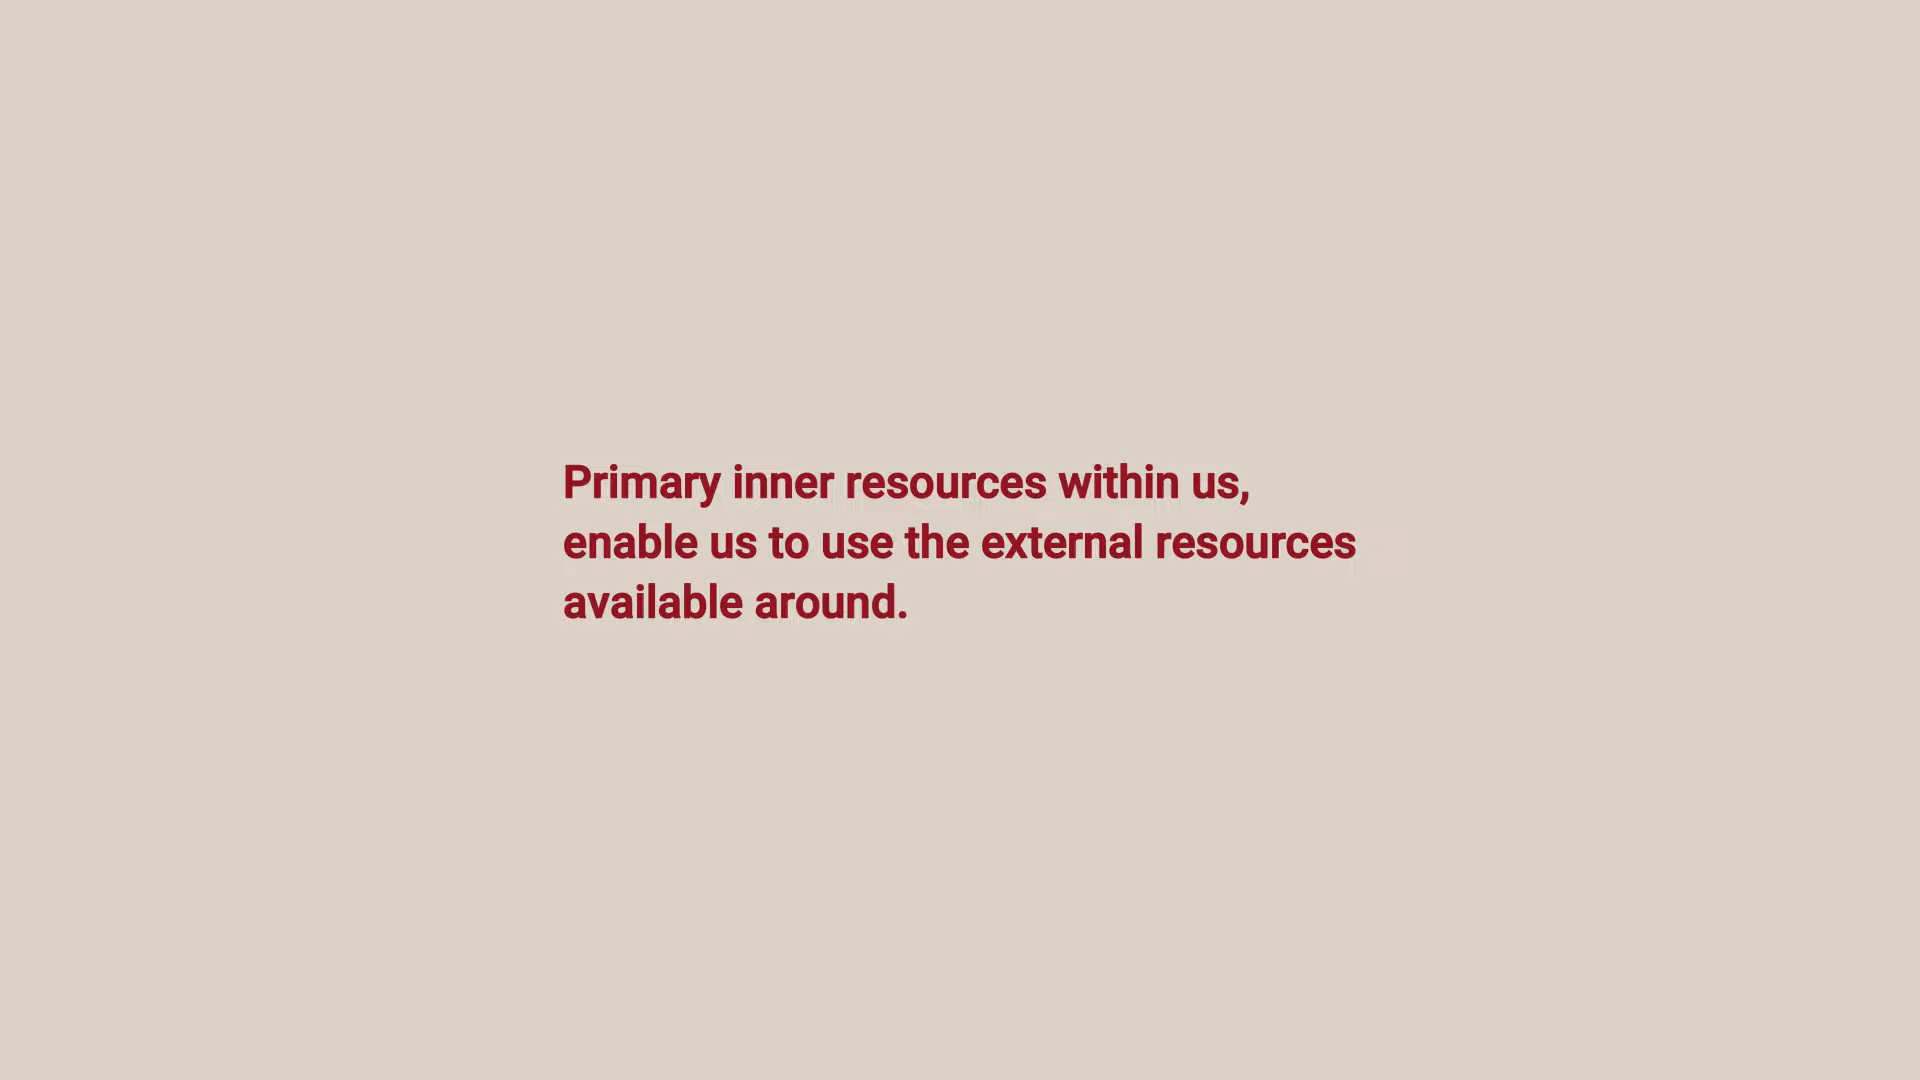 Primary inner resources within us,
enable us to use the external resources
available around.